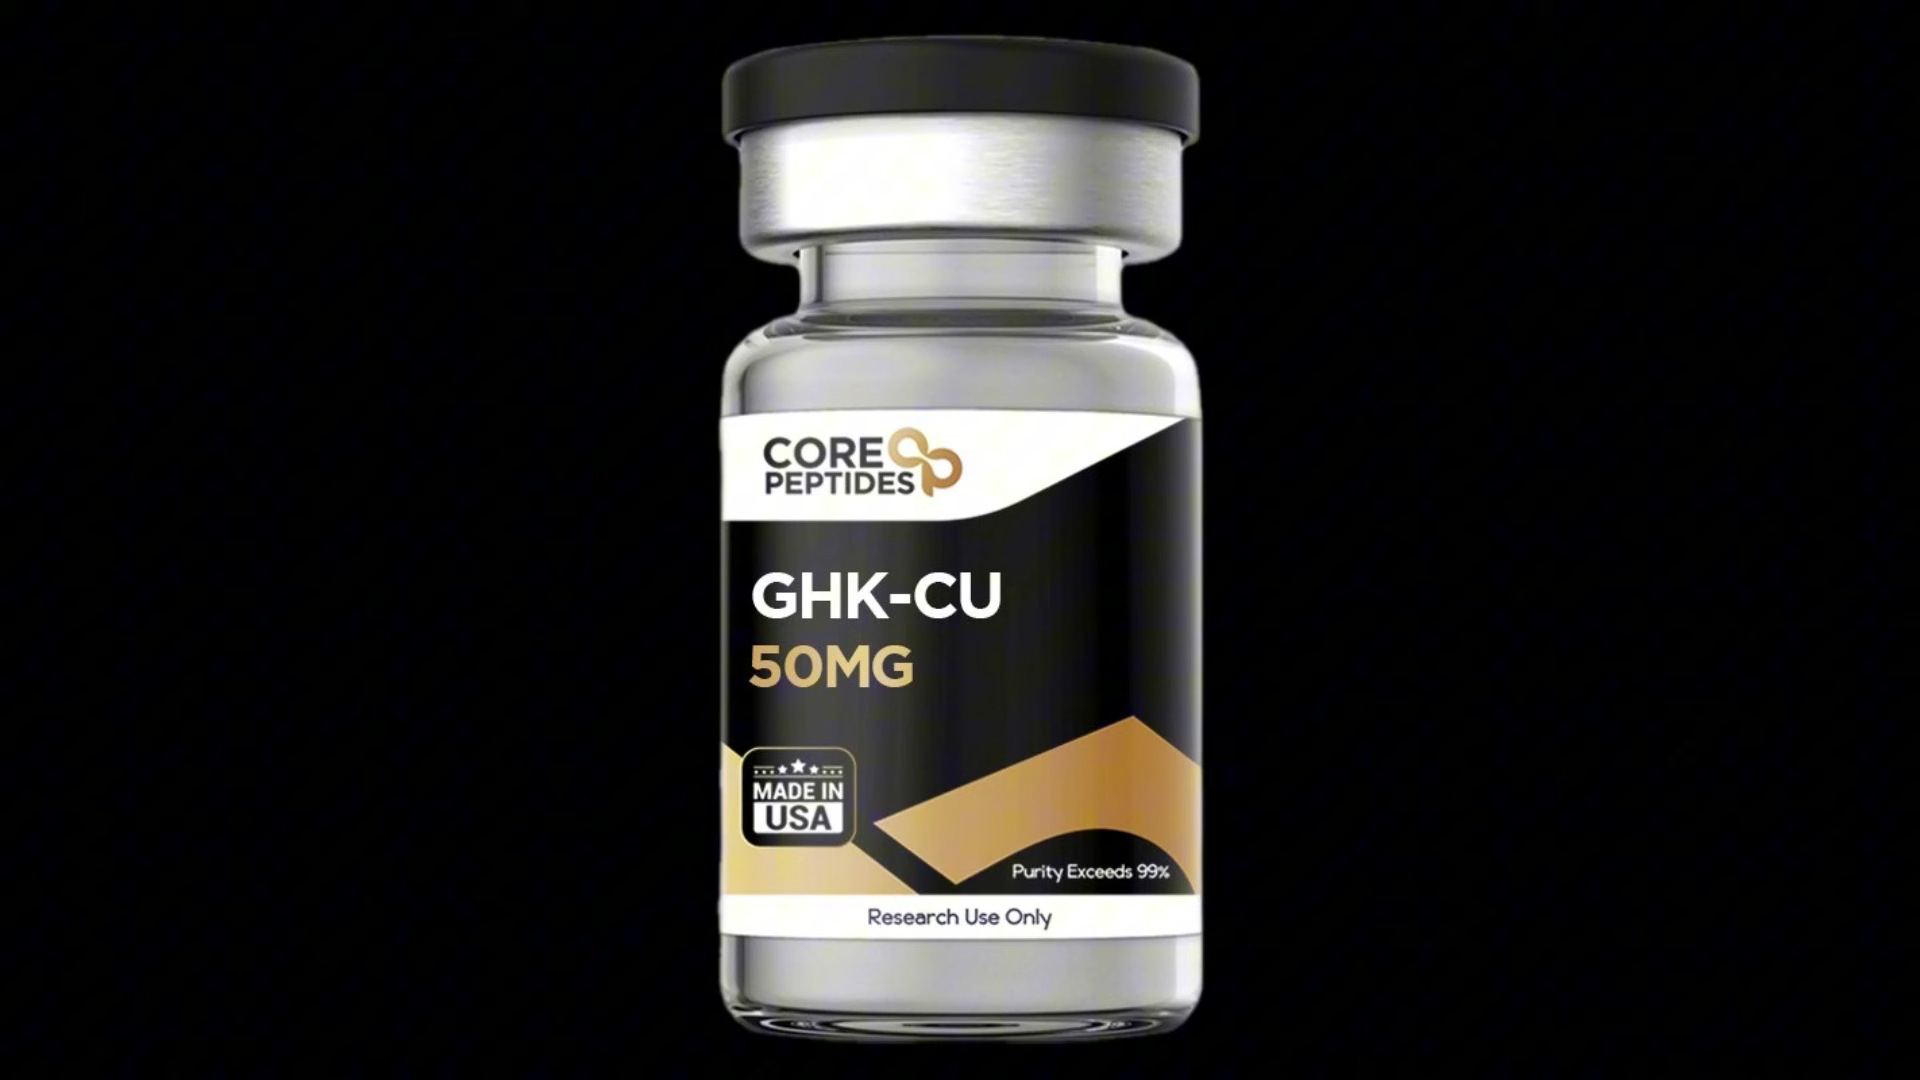 CORE
PEPTIDES
GHK-CU
50MG
MADE IN
USA
Purity Exceeds 99%
Research Use Only